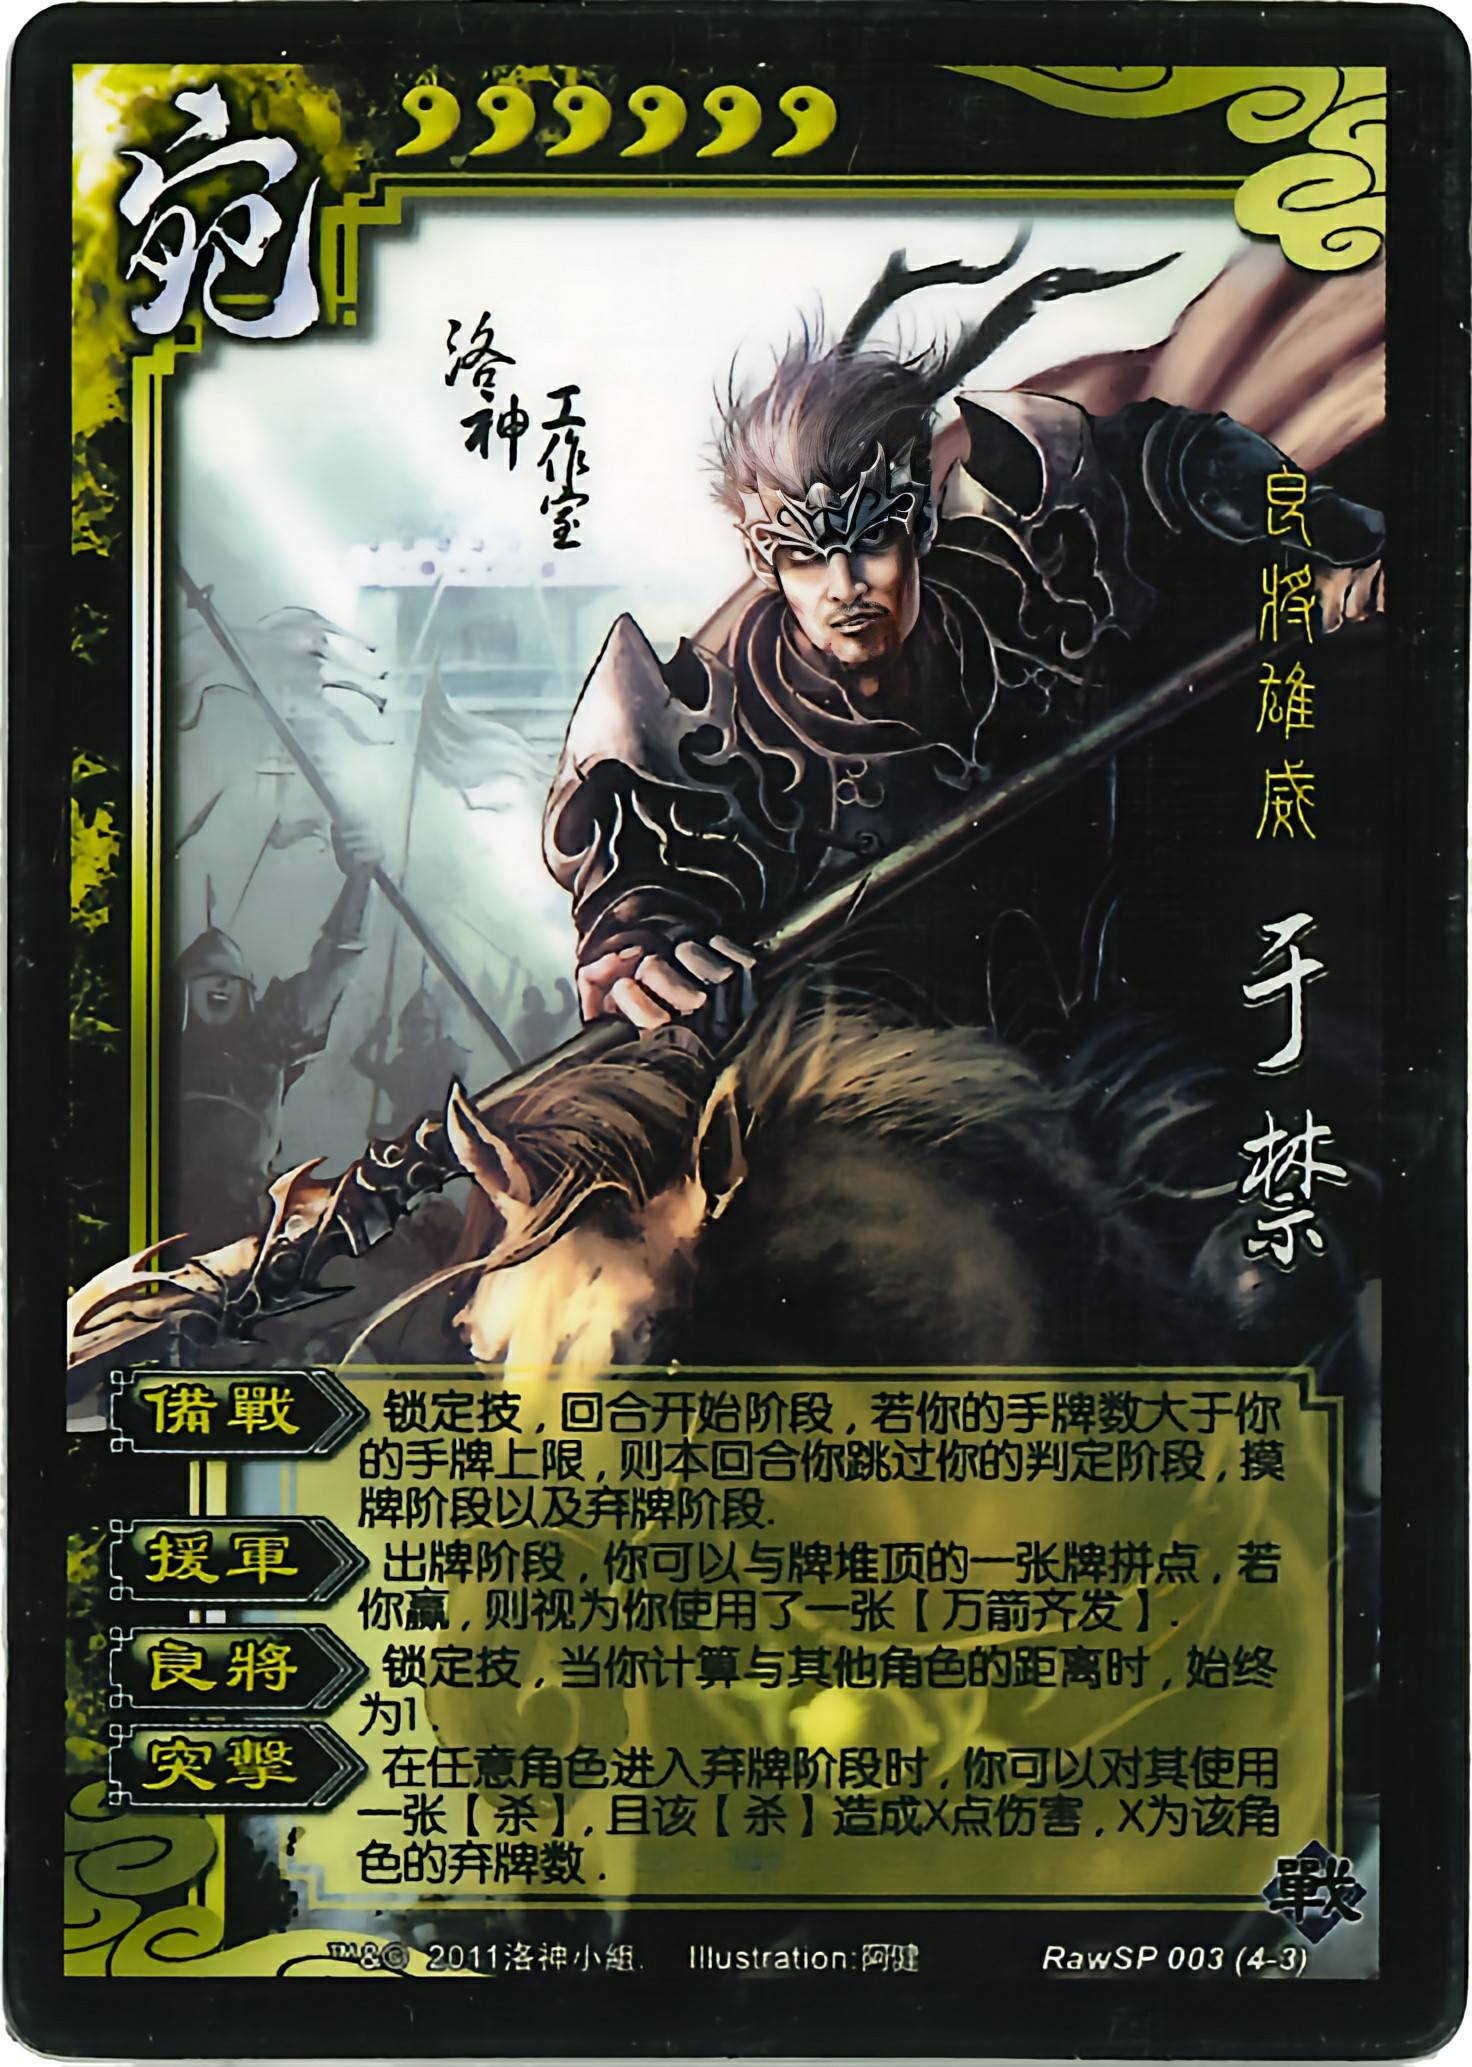 宛
洛神
工作室
良将雄威
于禁
備戰
锁定技，回合开始阶段，若你的手牌数大于你
的手牌上限，则本回合你跳过你的判定阶段，摸
牌阶段以及弃牌阶段.
援軍
出牌阶段，你可以与牌堆顶的一张牌拼点，若
你赢，则视为你使用了一张【万箭齐发】.
良將
锁定技，当你计算与其他角色的距离时，始终
为1.
突擊
在任意角色进入弃牌阶段时，你可以对其使用
一张【杀】，且该【杀】造成X点伤害，X为该角
色的弃牌数.
戰
™&© 2011洛神小組. Illustration:阿健
RawSP 003 (4-3)